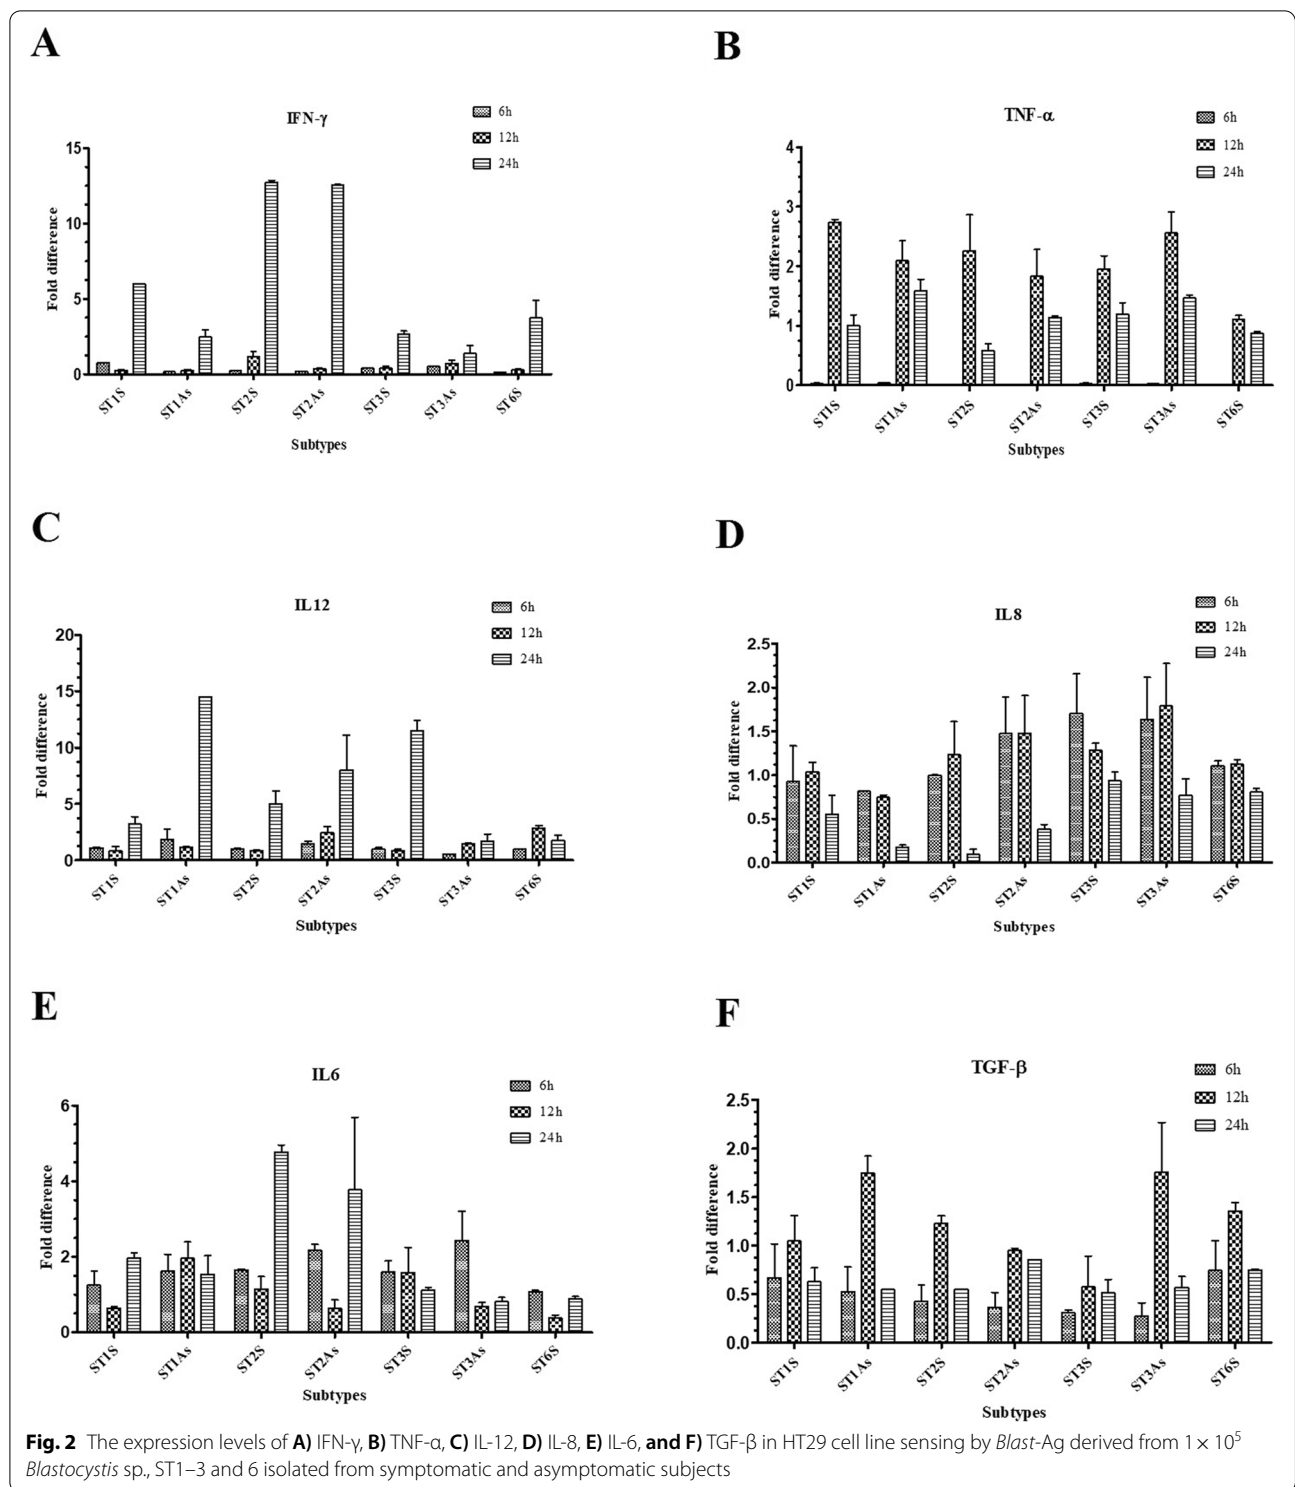 A
IFN-γ
6h
12h
24h
15
10
5
0
Fold difference
ST1S ST1As ST2S ST2As ST3S ST3As ST6S
Subtypes
B
TNF-α
6h
12h
24h
4
3
2
1
0
Fold difference
ST1S ST1As ST2S ST2As ST3S ST3As ST6S
Subtypes
C
IL12
6h
12h
24h
20
15
10
5
0
Fold difference
ST1S ST1As ST2S ST2As ST3S ST3As ST6S
Subtypes
D
IL8
6h
12h
24h
2.5
2.0
1.5
1.0
0.5
0.0
Fold difference
ST1S ST1As ST2S ST2As ST3S ST3As ST6S
Subtypes
E
IL6
6h
12h
24h
6
4
2
0
Fold difference
ST1S ST1As ST2S ST2As ST3S ST3As ST6S
Subtypes
F
TGF-β
6h
12h
24h
2.5
2.0
1.5
1.0
0.5
0.0
Fold difference
ST1S ST1As ST2S ST2As ST3S ST3As ST6S
Subtypes
Fig. 2 The expression levels of A) IFN-γ, B) TNF-α, C) IL-12, D) IL-8, E) IL-6, and F) TGF-β in HT29 cell line sensing by Blast-Ag derived from 1 × 10⁵
Blastocystis sp., ST1–3 and 6 isolated from symptomatic and asymptomatic subjects